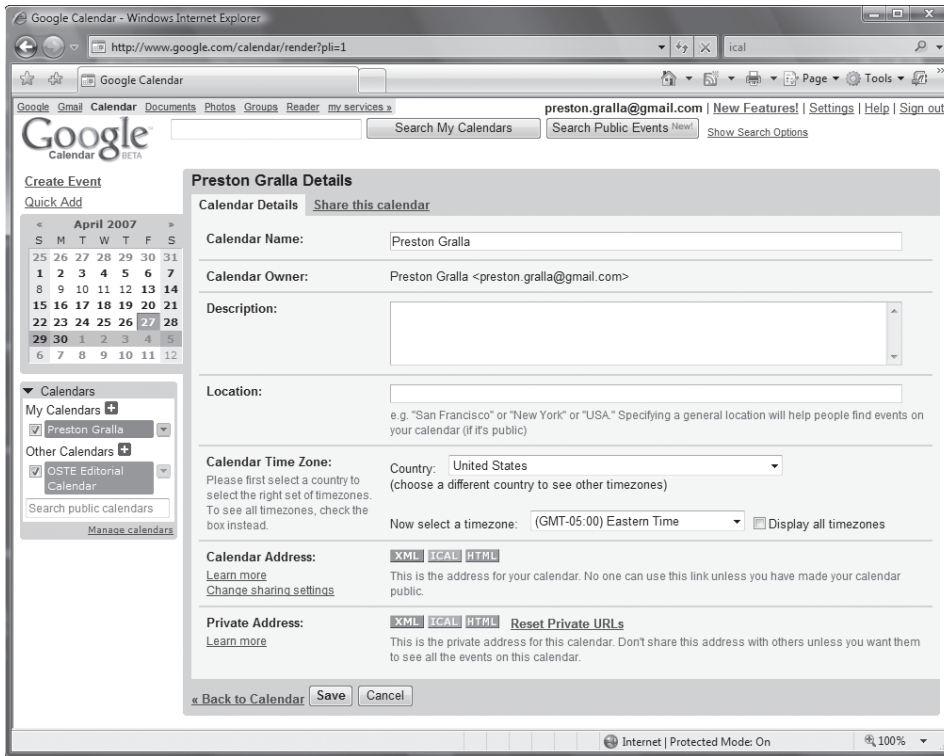 Google Calendar - Windows Internet Explorer
http://www.google.com/calendar/render?pli=1
ical
Google Calendar
Page Tools
Google Gmail Calendar Documents Photos Groups Reader my services »
preston.gralla@gmail.com | New Features! | Settings | Help | Sign out
Google
Calendar BETA
Search My Calendars
Search Public Events New!
Show Search Options
Create Event
Quick Add
« April 2007 »
S M T W T F S
25 26 27 28 29 30 31
1 2 3 4 5 6 7
8 9 10 11 12 13 14
15 16 17 18 19 20 21
22 23 24 25 26 27 28
29 30 1 2 3 4 5
6 7 8 9 10 11 12
Calendars
My Calendars
Preston Gralla
Other Calendars
OSTE Editorial
Calendar
Search public calendars
Manage calendars
Preston Gralla Details
Calendar Details Share this calendar
Calendar Name:
Preston Gralla
Calendar Owner:
Preston Gralla <preston.gralla@gmail.com>
Description:
Location:
e.g. "San Francisco" or "New York" or "USA." Specifying a general location will help people find events on
your calendar (if it's public)
Calendar Time Zone:
Please first select a country to
select the right set of timezones.
To see all timezones, check the
box instead.
Country: United States
(choose a different country to see other timezones)
Now select a timezone: (GMT-05:00) Eastern Time Display all timezones
Calendar Address:
Learn more
Change sharing settings
XML ICAL HTML
This is the address for your calendar. No one can use this link unless you have made your calendar
public.
Private Address:
Learn more
XML ICAL HTML Reset Private URLs
This is the private address for this calendar. Don't share this address with others unless you want them
to see all the events on this calendar.
« Back to Calendar Save Cancel
Internet | Protected Mode: On
100%